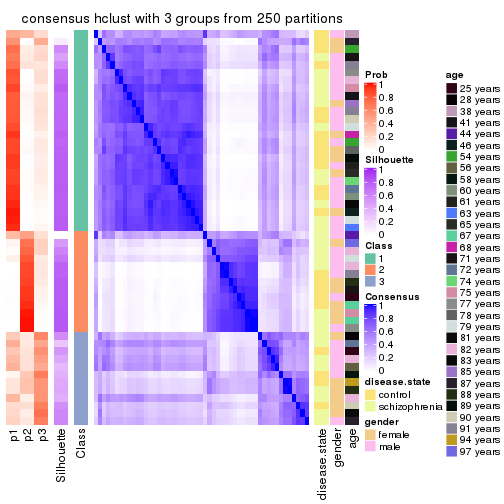 consensus hclust with 3 groups from 250 partitions
p1
p2
p3
Silhouette
Class
disease.state
gender
age
Prob
1
0.8
0.6
0.4
0.2
0
Silhouette
1
0.8
0.6
0.4
0.2
0
Class
1
2
3
Consensus
1
0.8
0.6
0.4
0.2
0
disease.state
control
schizophrenia
gender
female
male
age
25 years
28 years
38 years
41 years
44 years
46 years
54 years
56 years
58 years
60 years
61 years
63 years
65 years
67 years
68 years
71 years
72 years
74 years
75 years
77 years
78 years
79 years
81 years
82 years
83 years
85 years
87 years
88 years
89 years
90 years
91 years
94 years
97 years